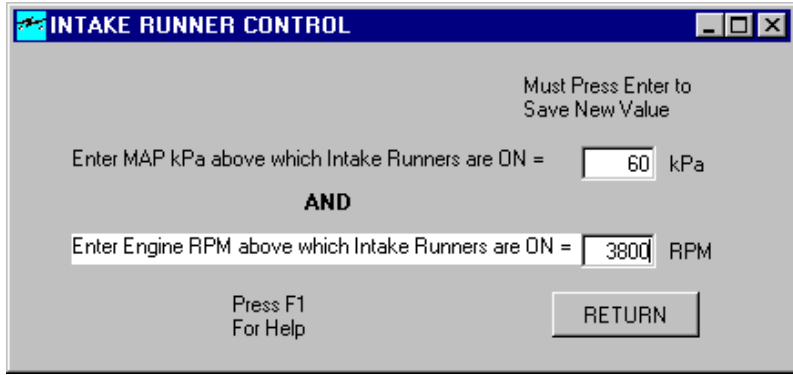 INTAKE RUNNER CONTROL
Must Press Enter to
Save New Value
Enter MAP kPa above which Intake Runners are ON = 60 kPa
AND
Enter Engine RPM above which Intake Runners are ON = 3800 RPM
Press F1
For Help
RETURN